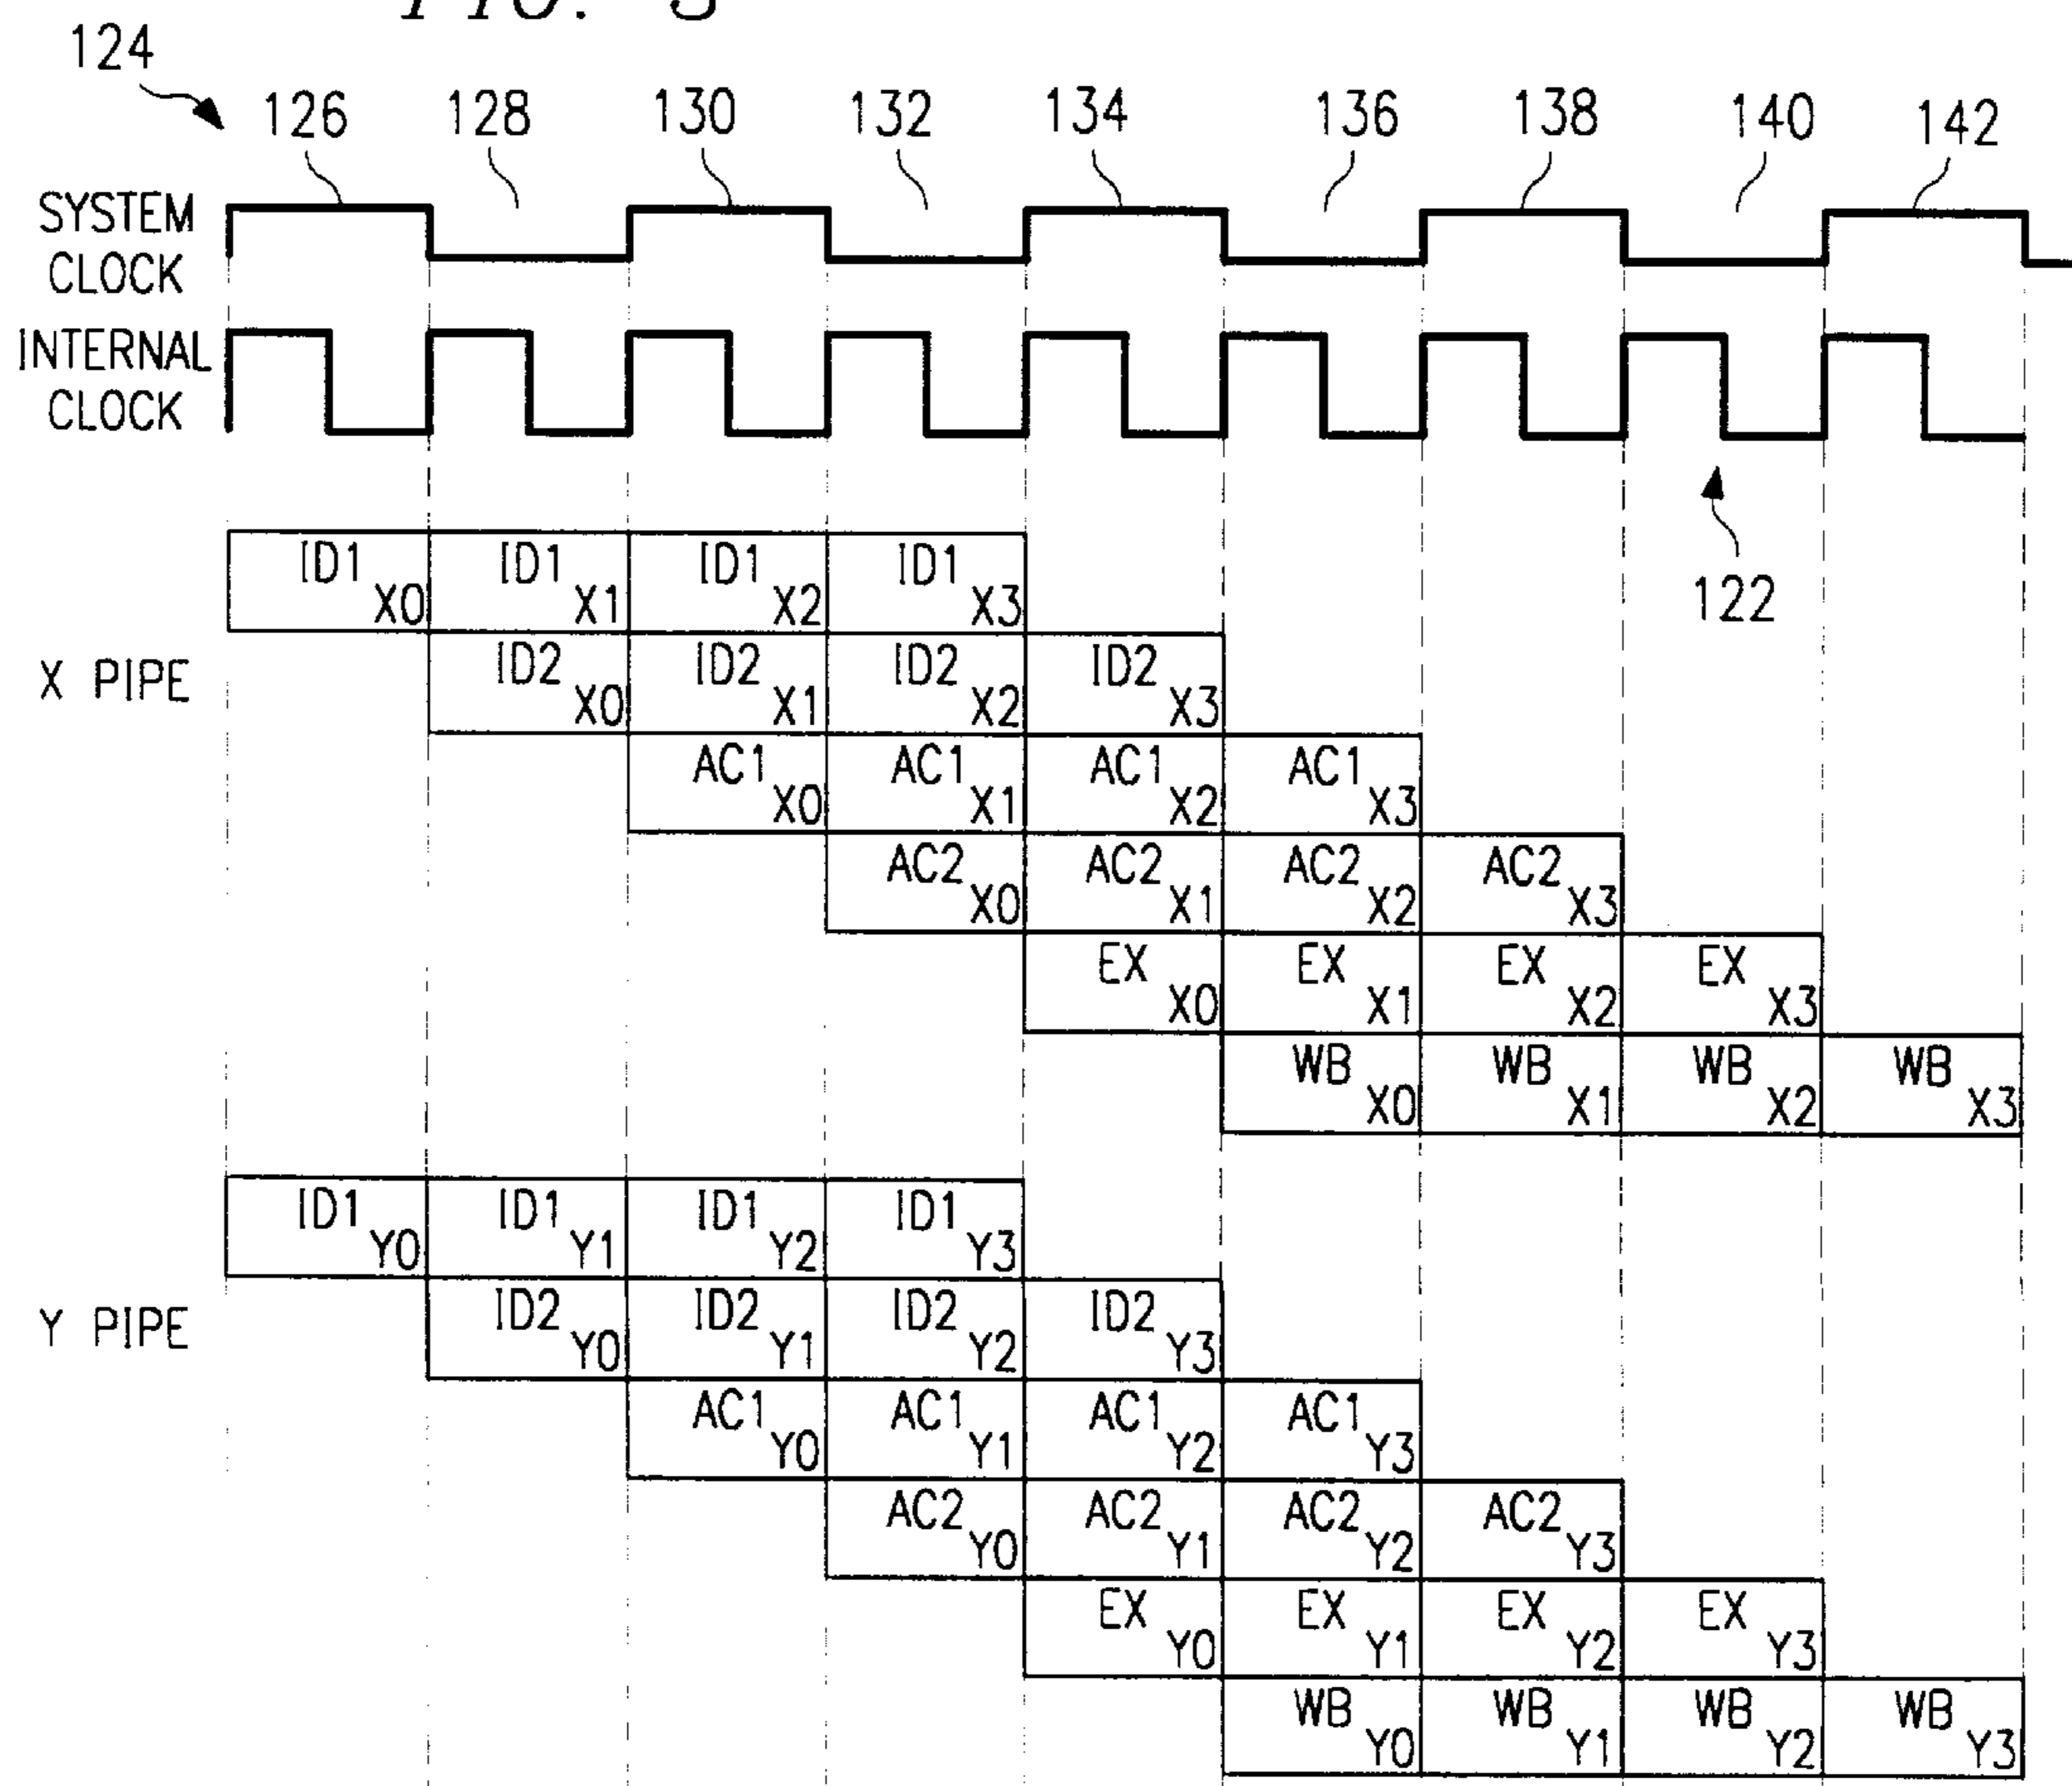 FIG. 3
124
126 128 130 132 134 136 138 140 142
SYSTEM
CLOCK
INTERNAL
CLOCK
122
ID1 X0 ID1 X1 ID1 X2 ID1 X3
X PIPE
ID2 X0 ID2 X1 ID2 X2 ID2 X3
AC1 X0 AC1 X1 AC1 X2 AC1 X3
AC2 X0 AC2 X1 AC2 X2 AC2 X3
EX X0 EX X1 EX X2 EX X3
WB X0 WB X1 WB X2 WB X3
ID1 Y0 ID1 Y1 ID1 Y2 ID1 Y3
Y PIPE
ID2 Y0 ID2 Y1 ID2 Y2 ID2 Y3
AC1 Y0 AC1 Y1 AC1 Y2 AC1 Y3
AC2 Y0 AC2 Y1 AC2 Y2 AC2 Y3
EX Y0 EX Y1 EX Y2 EX Y3
WB Y0 WB Y1 WB Y2 WB Y3